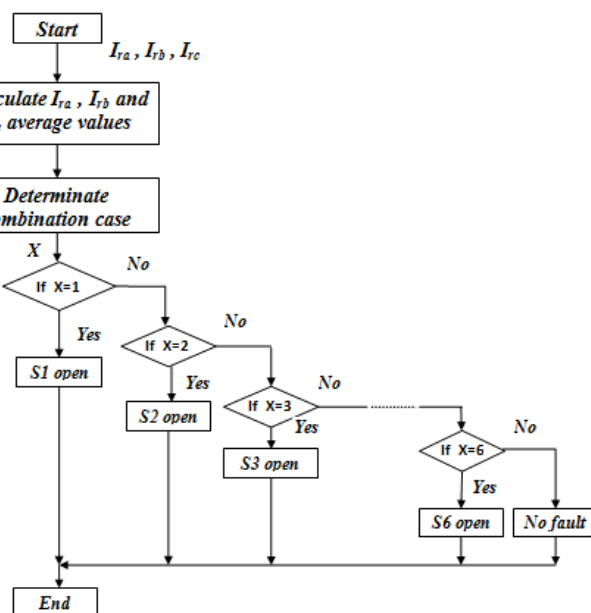 Start
Ira , Irb , Irc
Ira , Irb and
average values
Determinate
case
X
If X=1
No
Yes
S1 open
If X=2
No
Yes
S2 open
If X=3
No
Yes
S3 open
If X=6
No
Yes
S6 open
No fault
End